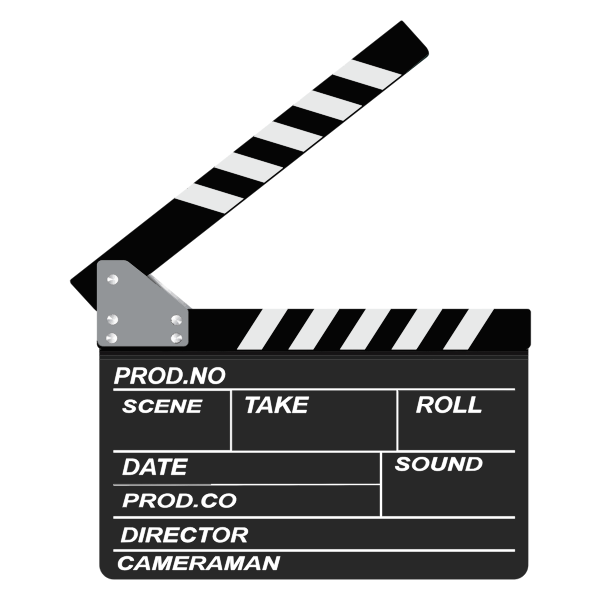 PROD.NO
SCENE TAKE ROLL
DATE SOUND
PROD.CO
DIRECTOR
CAMERAMAN